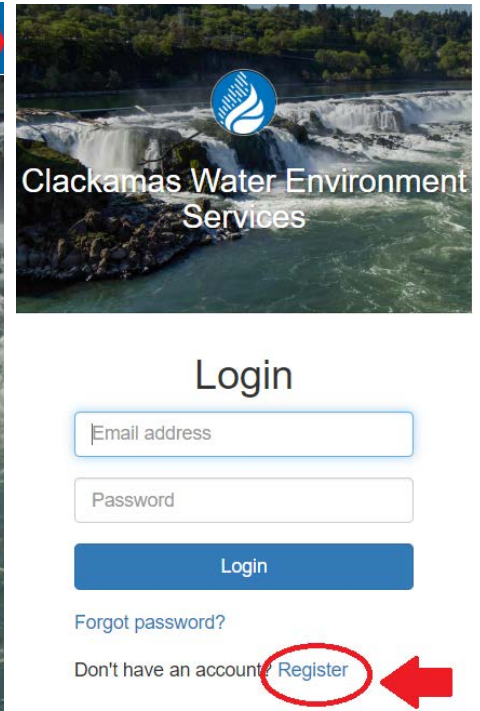 Clackamas Water Environment
Services
Login
Email address
Password
Login
Forgot password?
Don't have an account? Register